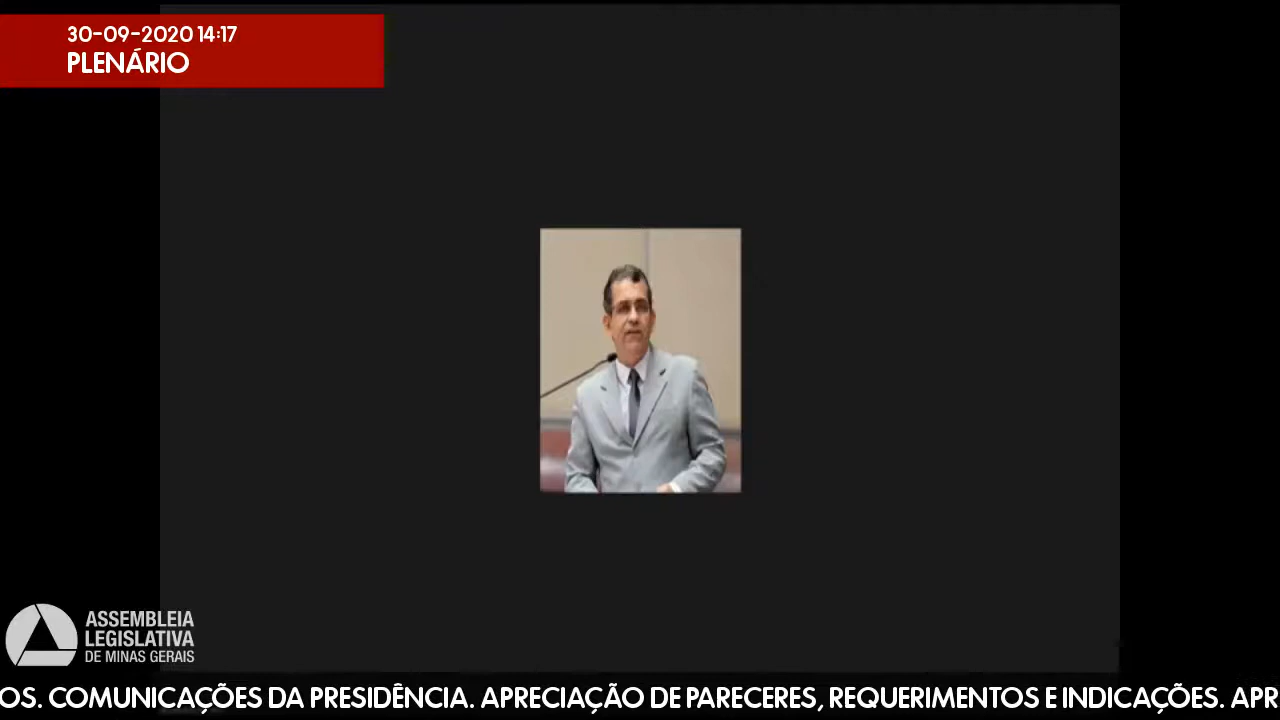 30-09-2020 14:17
PLENÁRIO
ASSEMBLEIA
LEGISLATIVA
DE MINAS GERAIS
OS. COMUNICAÇÕES DA PRESIDÊNCIA. APRECIAÇÃO DE PARECERES, REQUERIMENTOS E INDICAÇÕES. APR